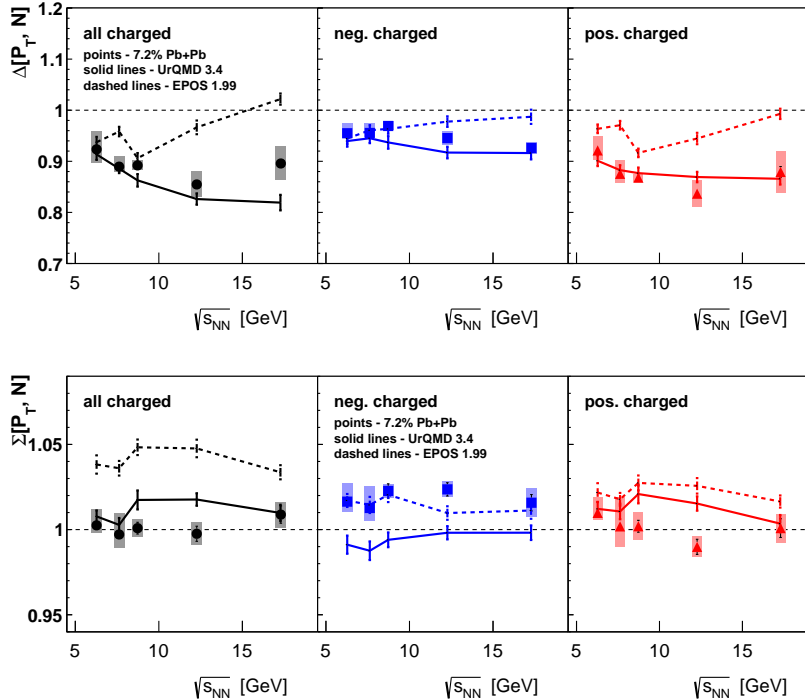 Δ[P_T, N]
1.2
1.1
1
0.9
0.8
0.7
all charged
points - 7.2% Pb+Pb
solid lines - UrQMD 3.4
dashed lines - EPOS 1.99
neg. charged
pos. charged
5 10 15 5 10 15 5 10 15
√s_NN [GeV] √s_NN [GeV] √s_NN [GeV]
Σ[P_T, N]
1.05
1
0.95
all charged
neg. charged
points - 7.2% Pb+Pb
solid lines - UrQMD 3.4
dashed lines - EPOS 1.99
pos. charged
5 10 15 5 10 15 5 10 15
√s_NN [GeV] √s_NN [GeV] √s_NN [GeV]